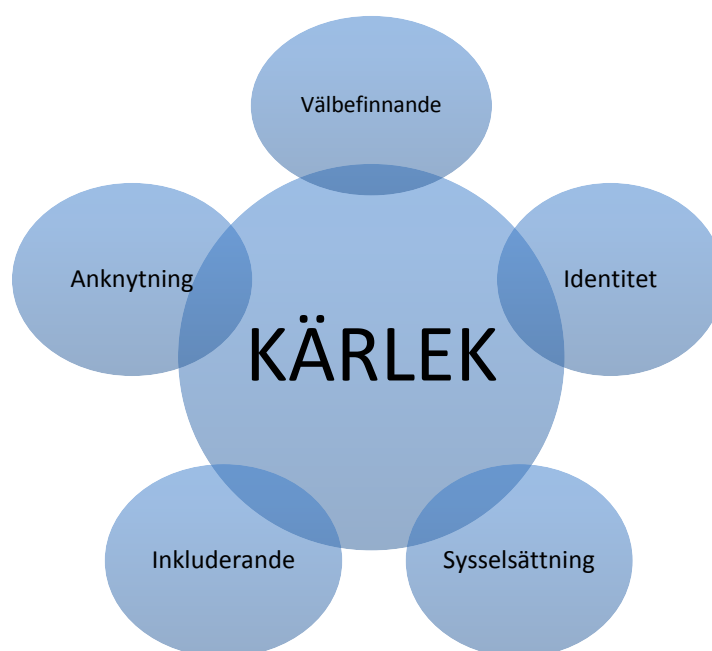 Välbefinnande
Anknytning
Identitet
KÄRLEK
Inkluderande
Sysselsättning